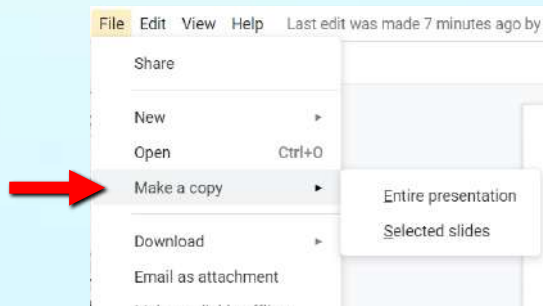 File Edit View Help Last edit was made 7 minutes ago by
Share
New
Open Ctrl+O
Make a copy
Entire presentation
Selected slides
Download
Email as attachment